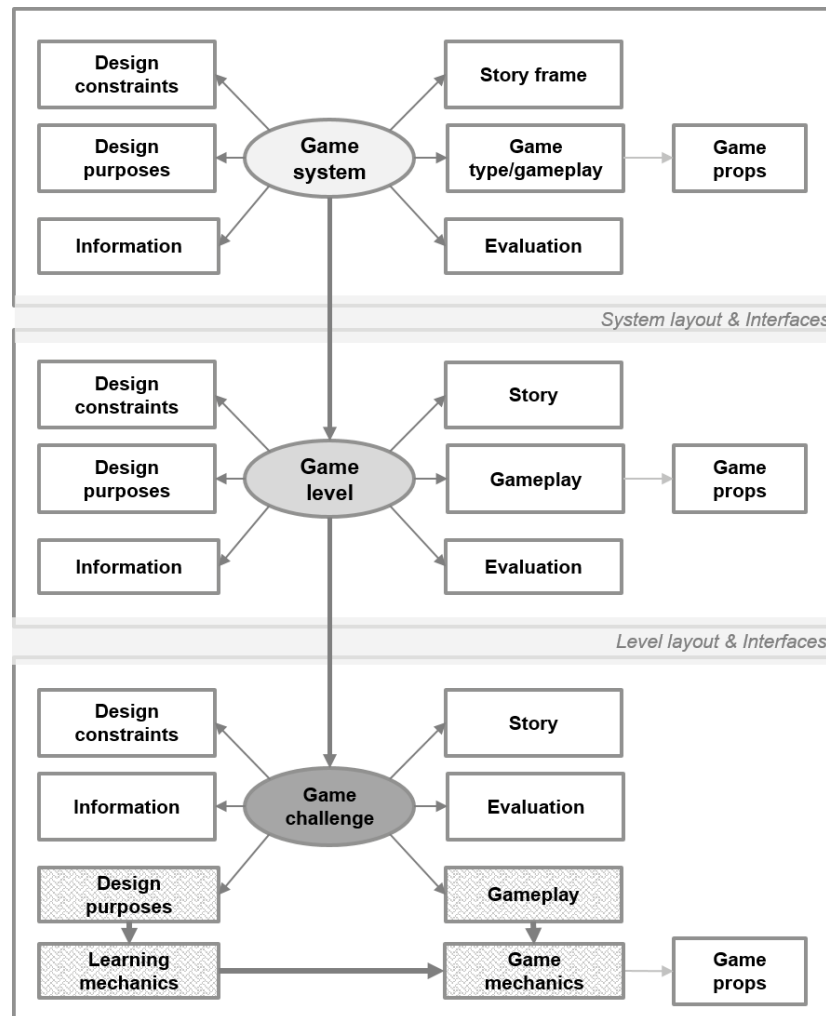 Design
constraints
Story frame
Game
system
Design
purposes
Game
type/gameplay
Game
props
Information
Evaluation
System layout & Interfaces
Design
constraints
Story
Game
level
Design
purposes
Gameplay
Game
props
Information
Evaluation
Level layout & Interfaces
Design
constraints
Story
Information
Game
challenge
Evaluation
Design
purposes
Gameplay
Learning
mechanics
Game
mechanics
Game
props